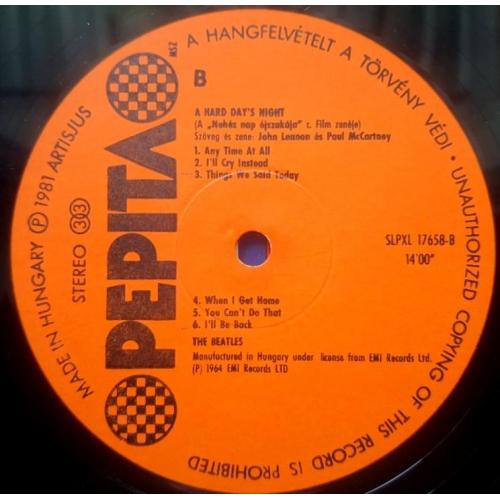 A HANGFELVÉTELT A TÖRVÉNY VÉDI • UNAUTHORIZED COPYING OF THIS RECORD IS PROHIBITED
MADE IN HUNGARY Ⓟ 1981 ARTISJUS
STEREO 33
PEPITA
MSZ
B
A HARD DAY'S NIGHT
(A „Nehéz nap éjszakája” c. Film zenéje)
Szöveg és zene: John Leanon és Paul McCartney
1. Any Time At All
2. I'll Cry Instead
3. Things We Said Today
SLPXL 17658-B
14'00"
4. When I Get Home
5. You Can't Do That
6. I'll Be Back
THE BEATLES
Manufactured in Hungary under license from EMI Records Ltd.
(P) 1964 EMI Records LTD